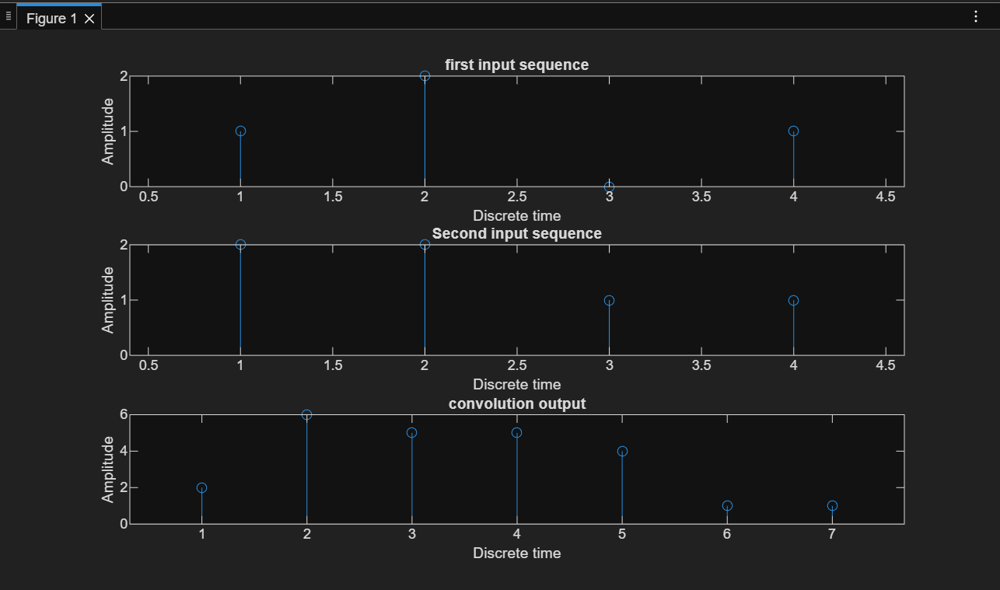 Figure 1
first input sequence
2
1
0
Amplitude
0.5 1 1.5 2 2.5 3 3.5 4 4.5
Discrete time
Second input sequence
2
1
0
Amplitude
0.5 1 1.5 2 2.5 3 3.5 4 4.5
Discrete time
convolution output
6
4
2
0
Amplitude
1 2 3 4 5 6 7
Discrete time